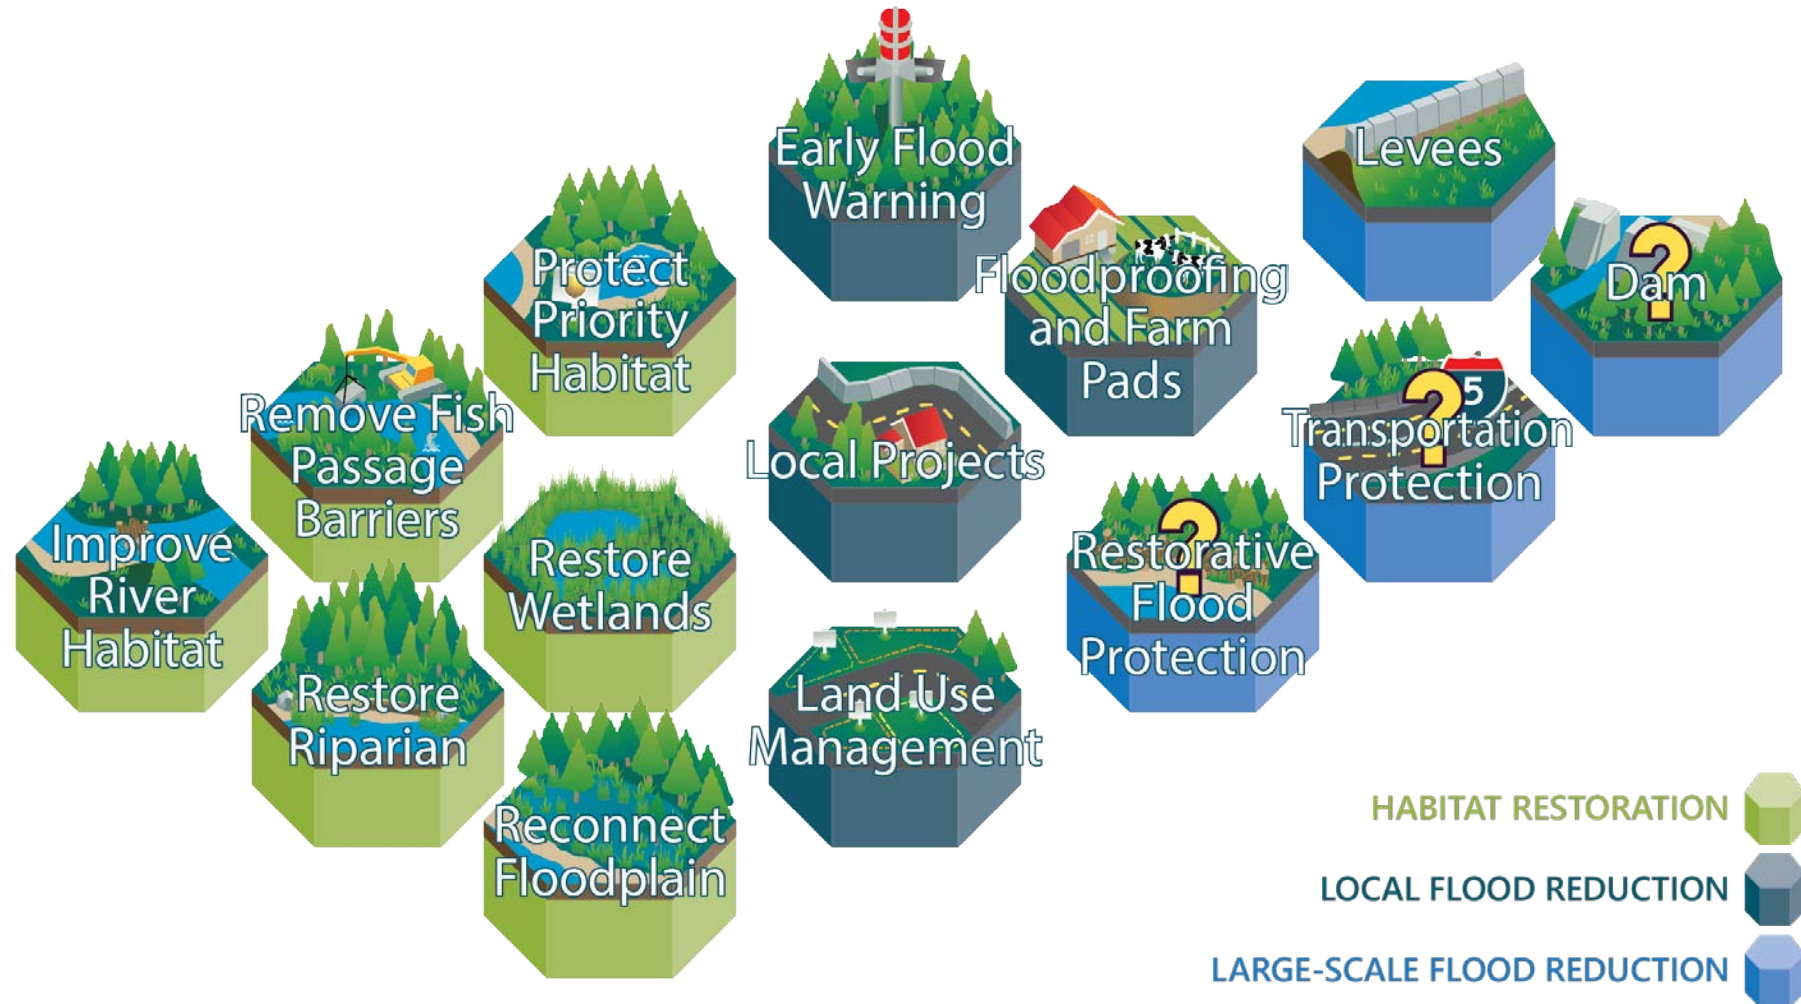 Early Flood
Warning
Levees
Protect
Priority
Habitat
Floodproofing
and Farm
Pads
Dam
Remove Fish
Passage
Barriers
Local Projects
5
Transportation
Protection
Improve
River
Habitat
Restore
Wetlands
Restorative
Flood
Protection
Restore
Riparian
Land Use
Management
Reconnect
Floodplain
?
?
?
HABITAT RESTORATION
LOCAL FLOOD REDUCTION
LARGE-SCALE FLOOD REDUCTION